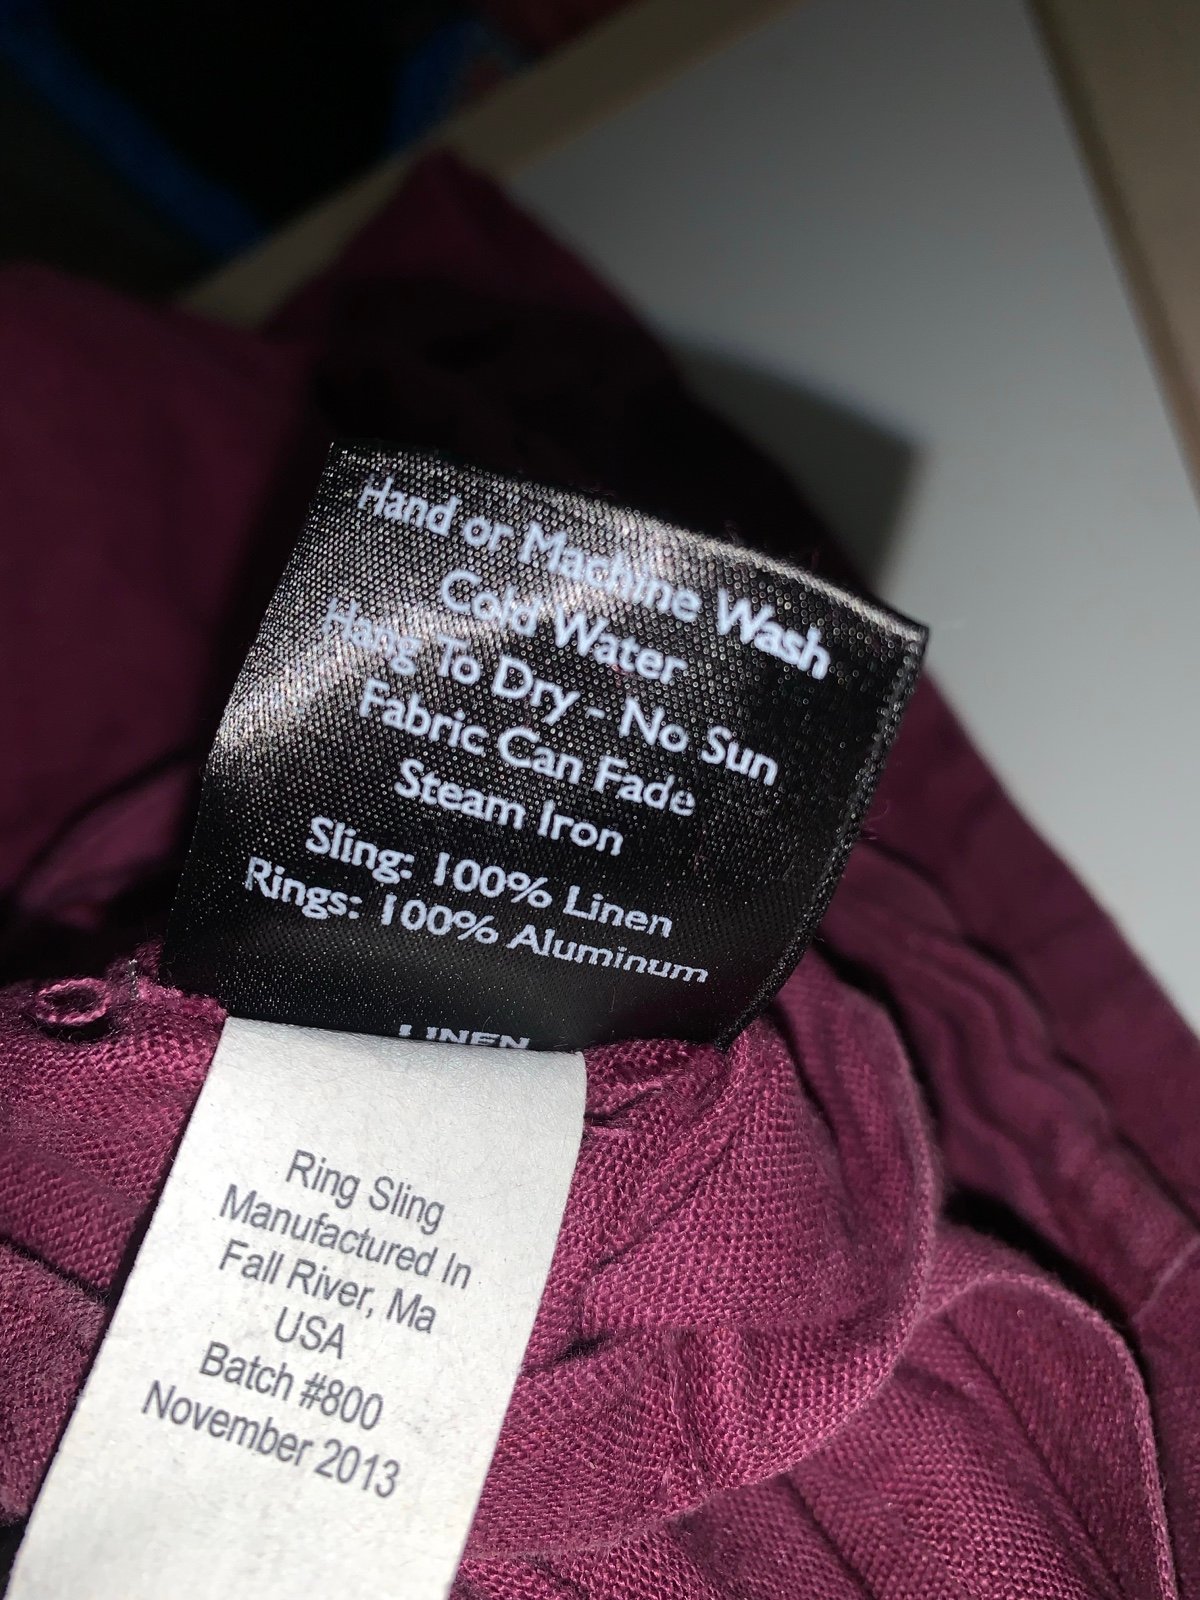 Hand or Machine Wash
Cold Water
Hang To Dry - No Sun
Fabric Can Fade
Steam Iron
Sling: 100% Linen
Rings: 100% Aluminum
LINEN
Ring Sling
Manufactured In
Fall River, Ma
USA
Batch #800
November 2013